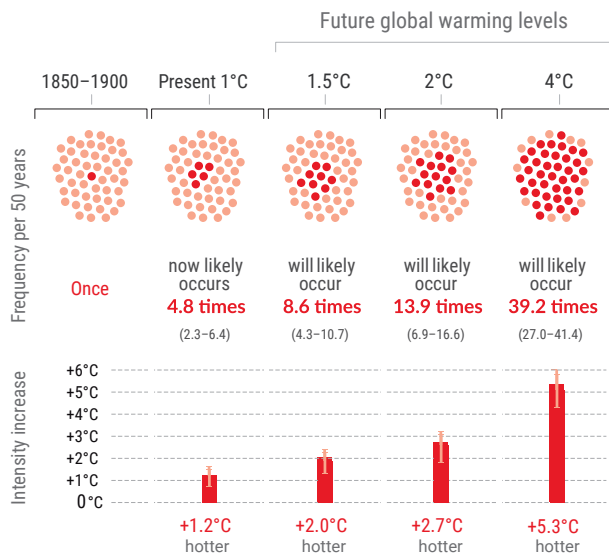 Future global warming levels
1850–1900
Present 1°C
1.5°C
2°C
4°C
Frequency per 50 years
Once
now likely
occurs
4.8 times
(2.3–6.4)
will likely
occur
8.6 times
(4.3–10.7)
will likely
occur
13.9 times
(6.9–16.6)
will likely
occur
39.2 times
(27.0–41.4)
Intensity increase
+6°C
+5°C
+4°C
+3°C
+2°C
+1°C
0°C
+1.2°C
hotter
+2.0°C
hotter
+2.7°C
hotter
+5.3°C
hotter